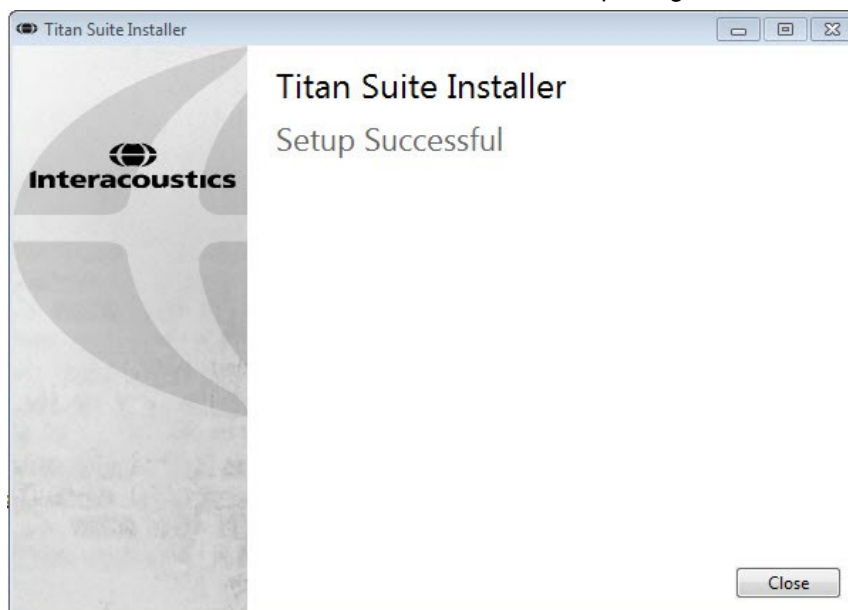 Titan Suite Installer
Titan Suite Installer
Setup Successful
Interacoustics
Close